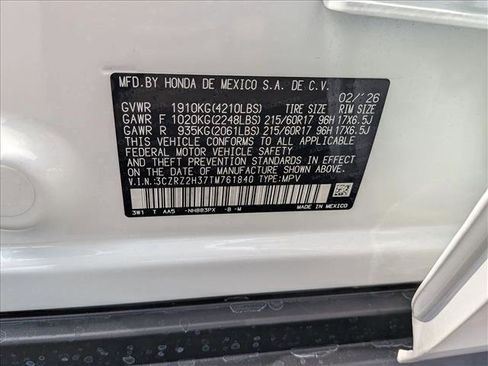 MFD.BY HONDA DE MEXICO S.A. DE C.V.
02/'26
GVWR 1910KG(4210LBS) TIRE SIZE RIM SIZE
GAWR F 1020KG(2248LBS) 215/60R17 96H 17X6.5J
GAWR R 935KG(2061LBS) 215/60R17 96H 17X6.5J
THIS VEHICLE CONFORMS TO ALL APPLICABLE
FEDERAL MOTOR VEHICLE SAFETY AND
THEFT PREVENTION STANDARDS IN EFFECT ON
THE DATE OF MANUFACTURE SHOWN ABOVE.
V.I.N.:3CZRZ2H37TM761840 TYPE:MPV
3W1 T AA5 -NH883PX -B -M